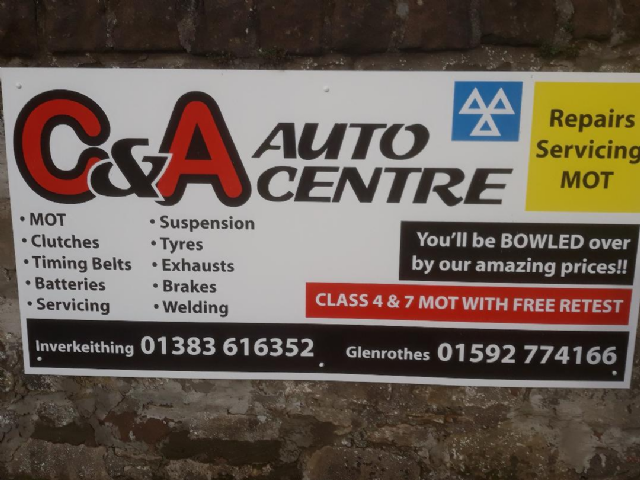 C&A AUTO
CENTRE
Repairs
Servicing
MOT
• MOT
• Clutches
• Timing Belts
• Batteries
• Servicing
• Suspension
• Tyres
• Exhausts
• Brakes
• Welding
You'll be BOWLED over
by our amazing prices!!
CLASS 4 & 7 MOT WITH FREE RETEST
Inverkeithing 01383 616352 Glenrothes 01592 774166